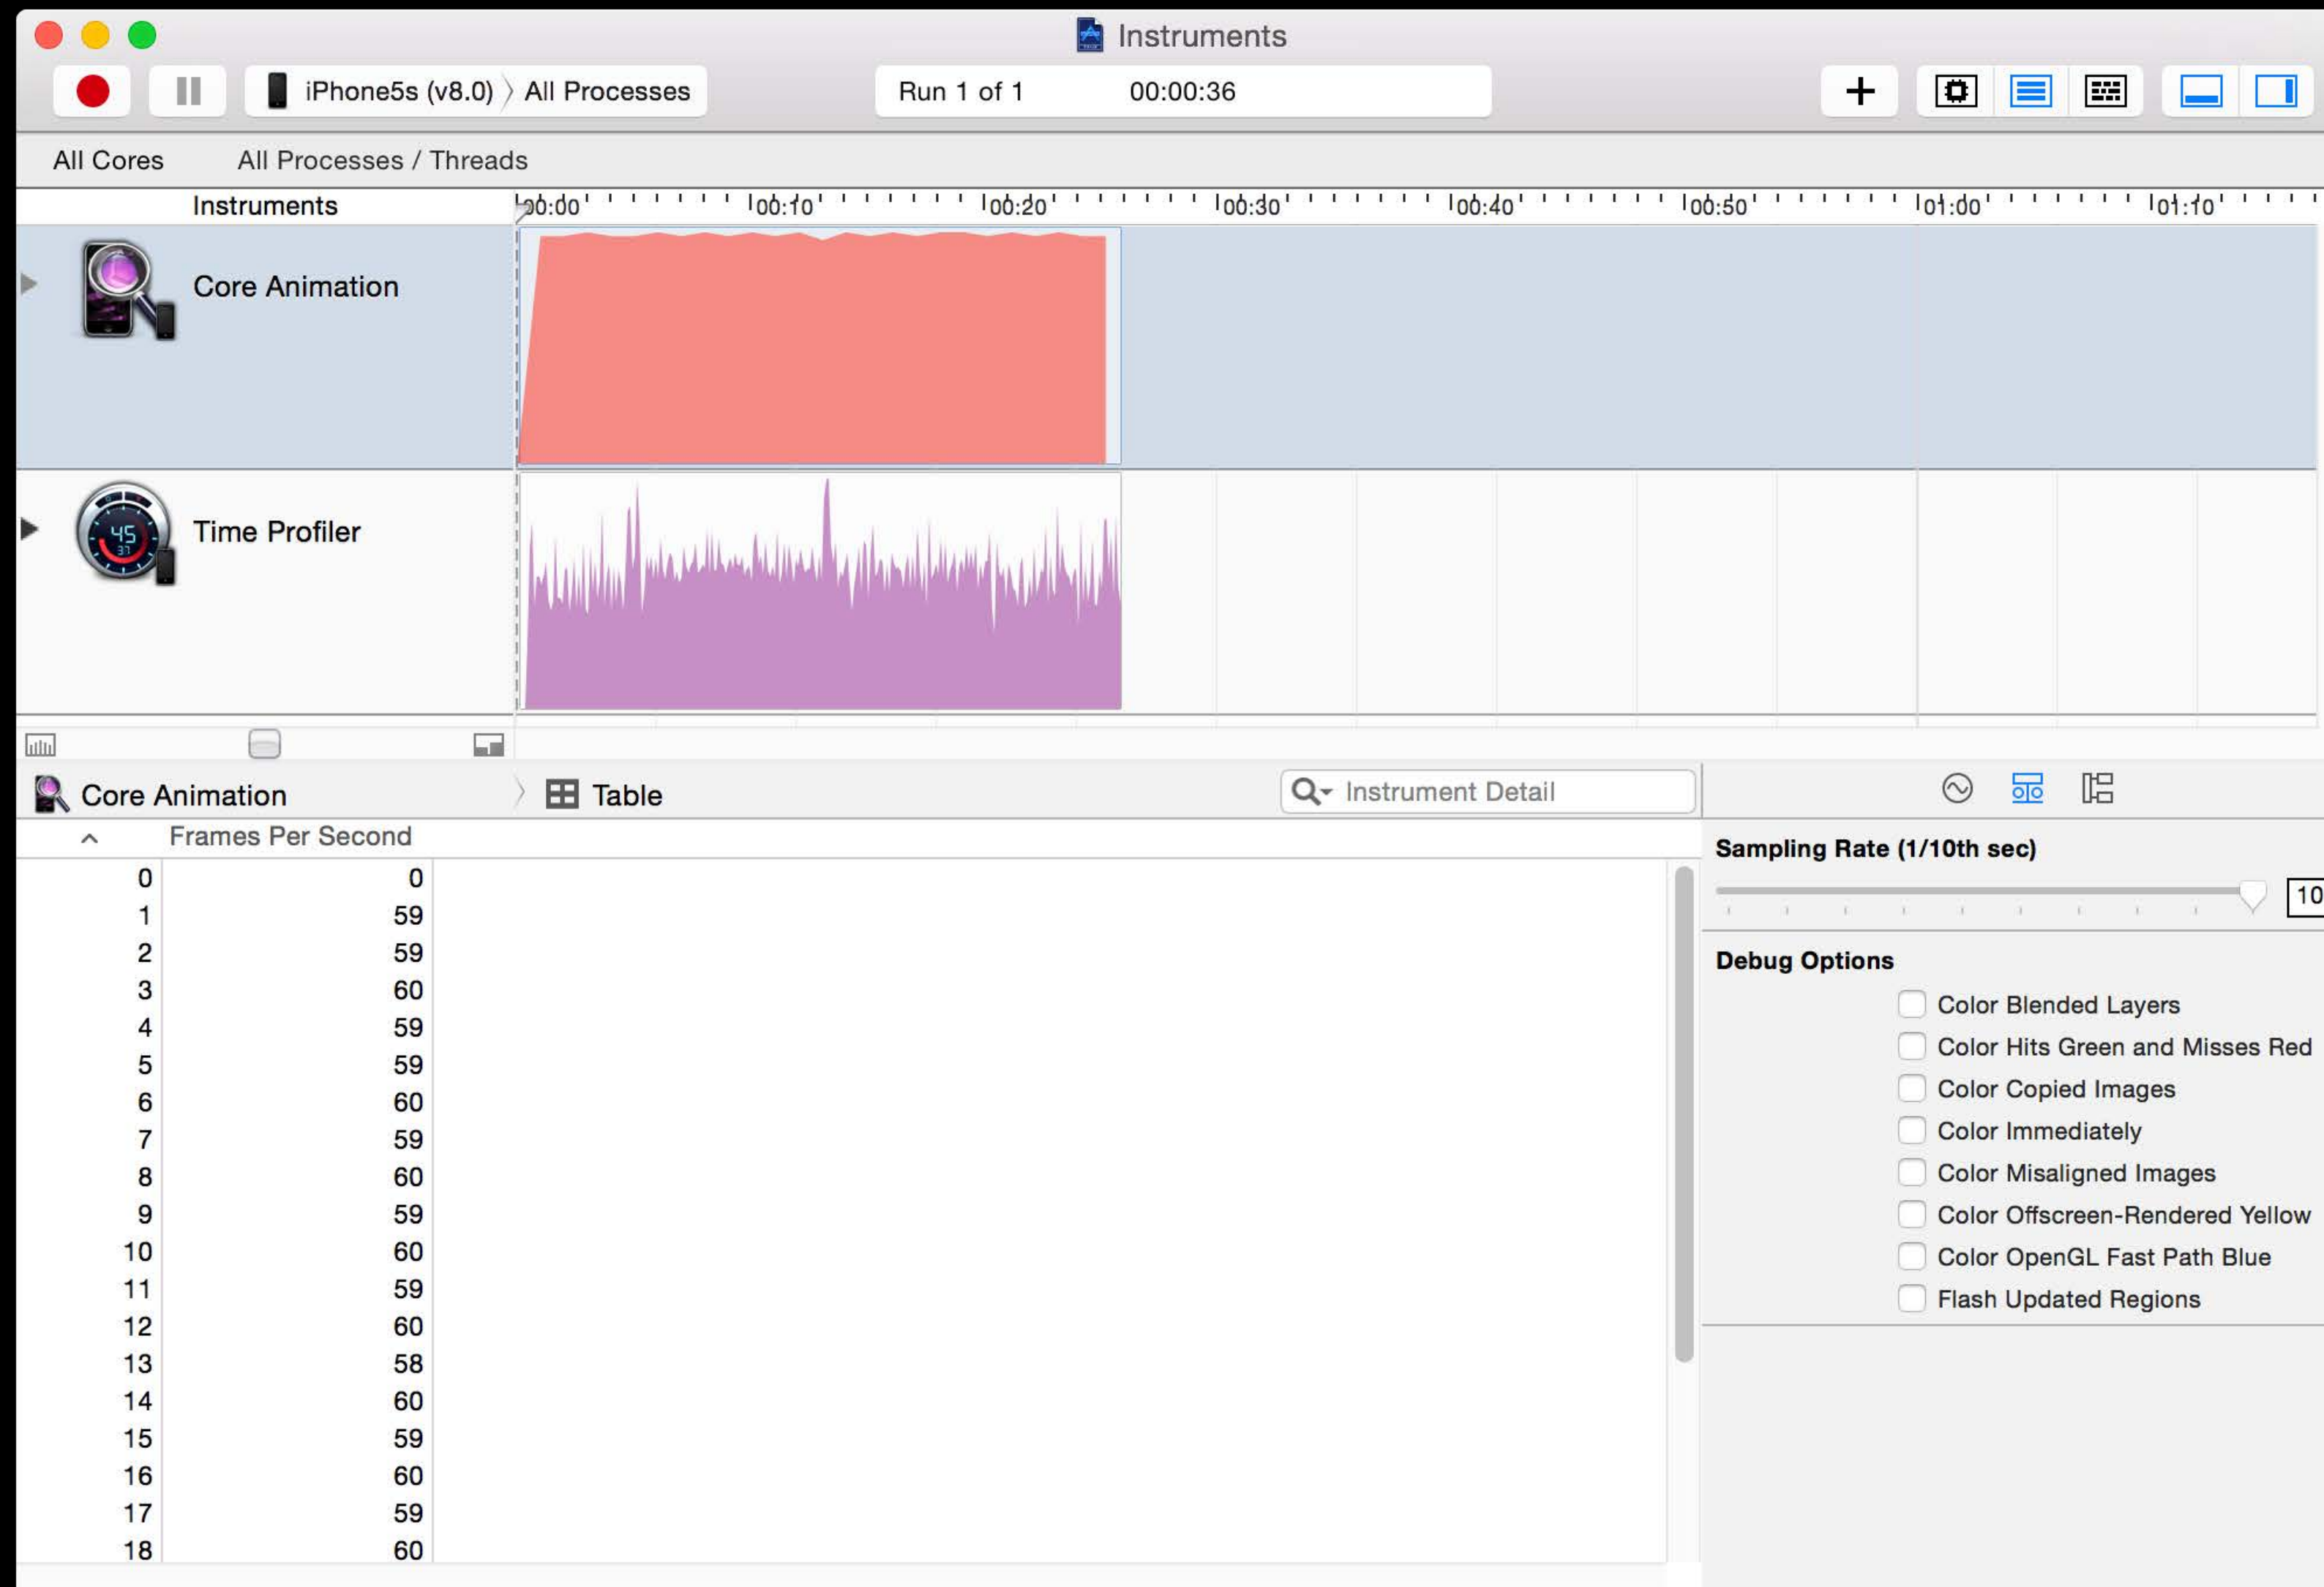 Instruments
iPhone5s (v8.0) 〉 All Processes
Run 1 of 1 00:00:36
All Cores All Processes / Threads
Instruments 00:00 00:10 00:20 00:30 00:40 00:50 01:00 01:10
Core Animation
45
37
Time Profiler
Core Animation 〉 Table
Instrument Detail
Frames Per Second
0 0
1 59
2 59
3 60
4 59
5 59
6 60
7 59
8 60
9 59
10 60
11 59
12 60
13 58
14 60
15 59
16 60
17 59
18 60
Sampling Rate (1/10th sec)
10
Debug Options
Color Blended Layers
Color Hits Green and Misses Red
Color Copied Images
Color Immediately
Color Misaligned Images
Color Offscreen-Rendered Yellow
Color OpenGL Fast Path Blue
Flash Updated Regions